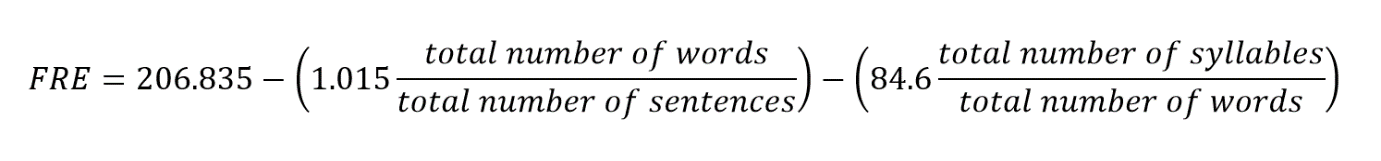 FRE = 206.835 − (1.015 total number of words / total number of sentences) − (84.6 total number of syllables / total number of words)